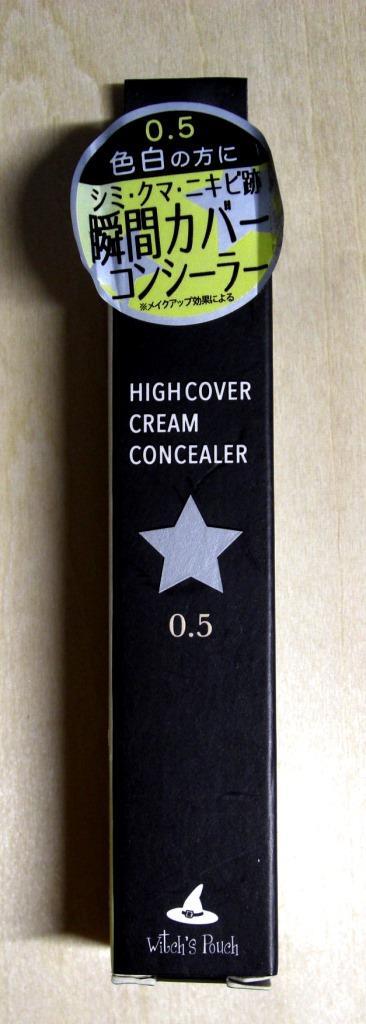 0.5
色白の方に
シミ・クマ・ニキビ跡
瞬間カバー
コンシーラー
※メイクアップ効果による
HIGH COVER
CREAM
CONCEALER
0.5
Witch's Pouch